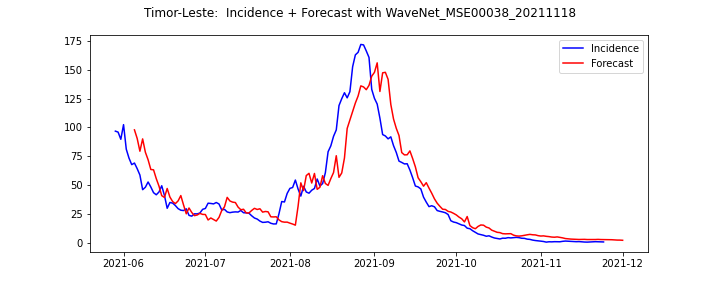 Timor-Leste:  Incidence + Forecast with WaveNet_MSE00038_20211118
Incidence
Forecast
175
150
125
100
75
50
25
0
2021-06 2021-07 2021-08 2021-09 2021-10 2021-11 2021-12